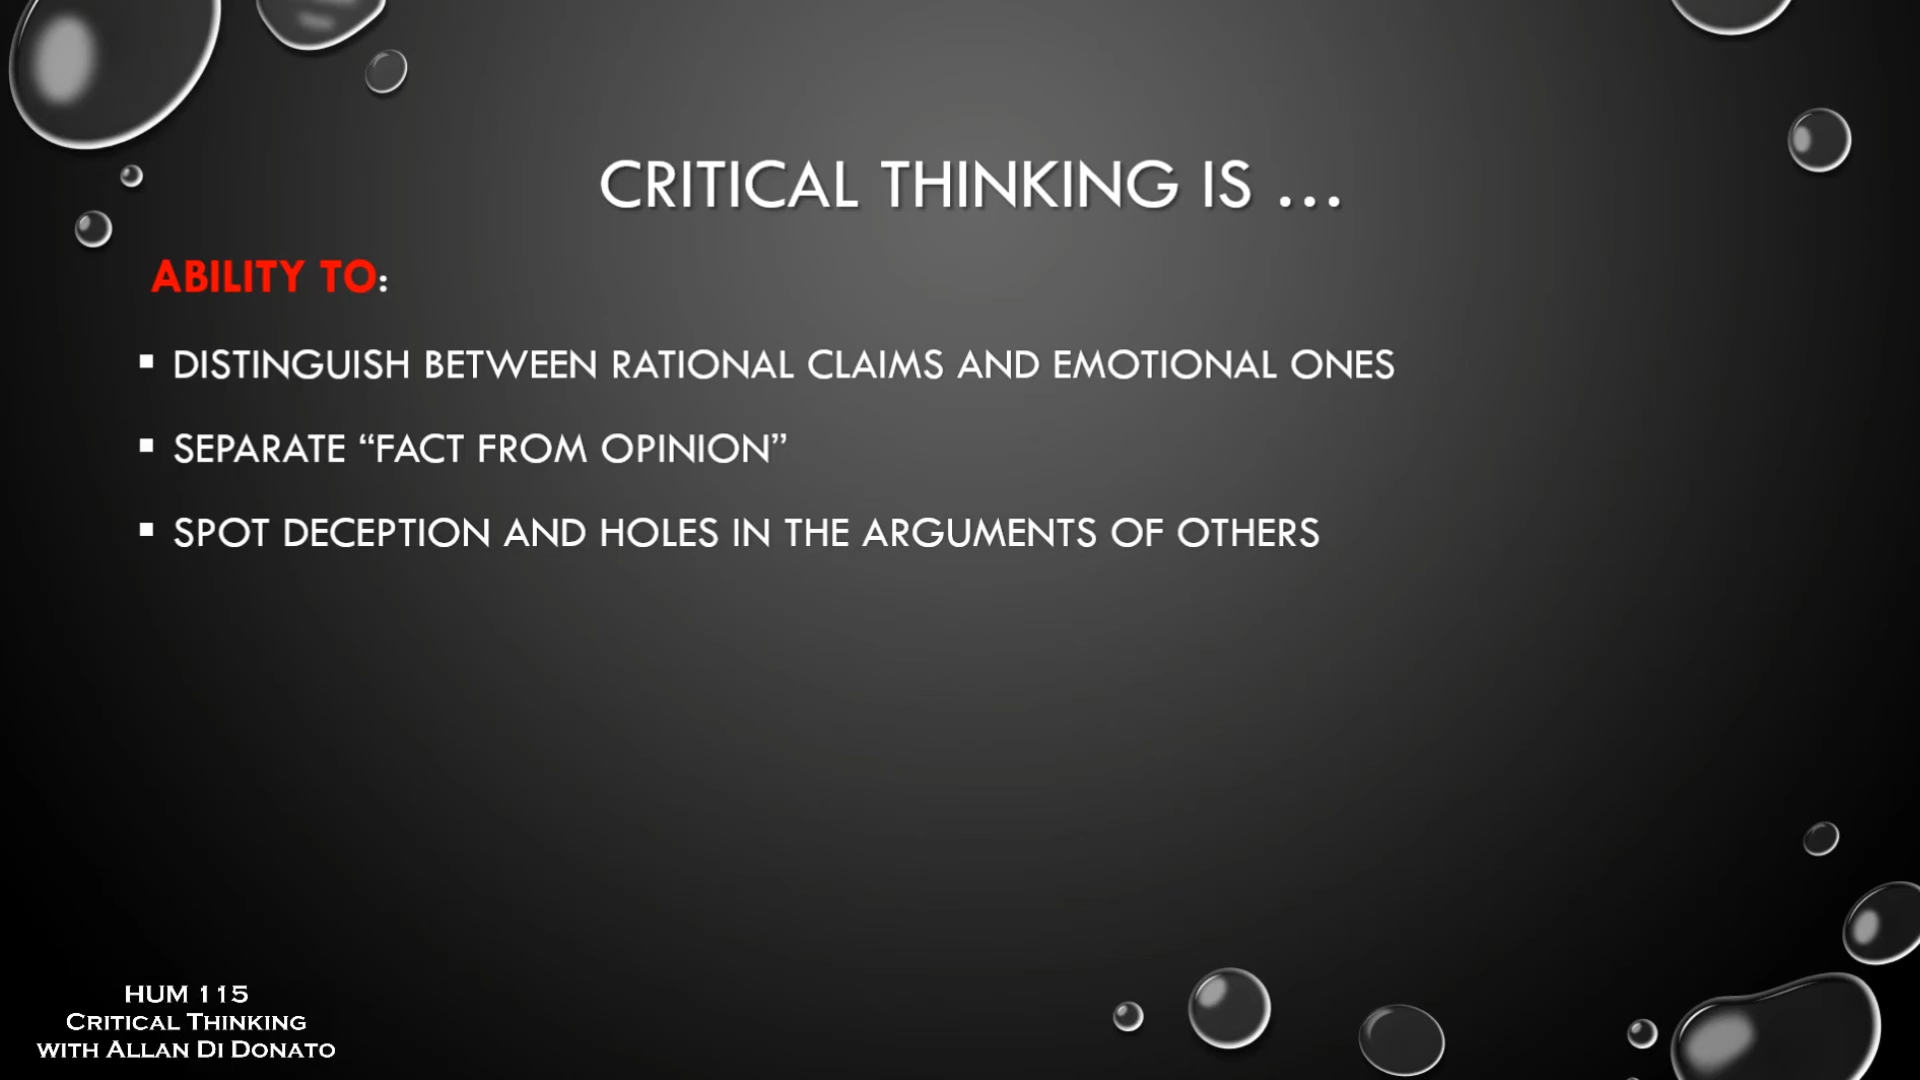 CRITICAL THINKING IS ...
ABILITY TO:
▪ DISTINGUISH BETWEEN RATIONAL CLAIMS AND EMOTIONAL ONES
▪ SEPARATE “FACT FROM OPINION”
▪ SPOT DECEPTION AND HOLES IN THE ARGUMENTS OF OTHERS
HUM 115
CRITICAL THINKING
WITH ALLAN DI DONATO